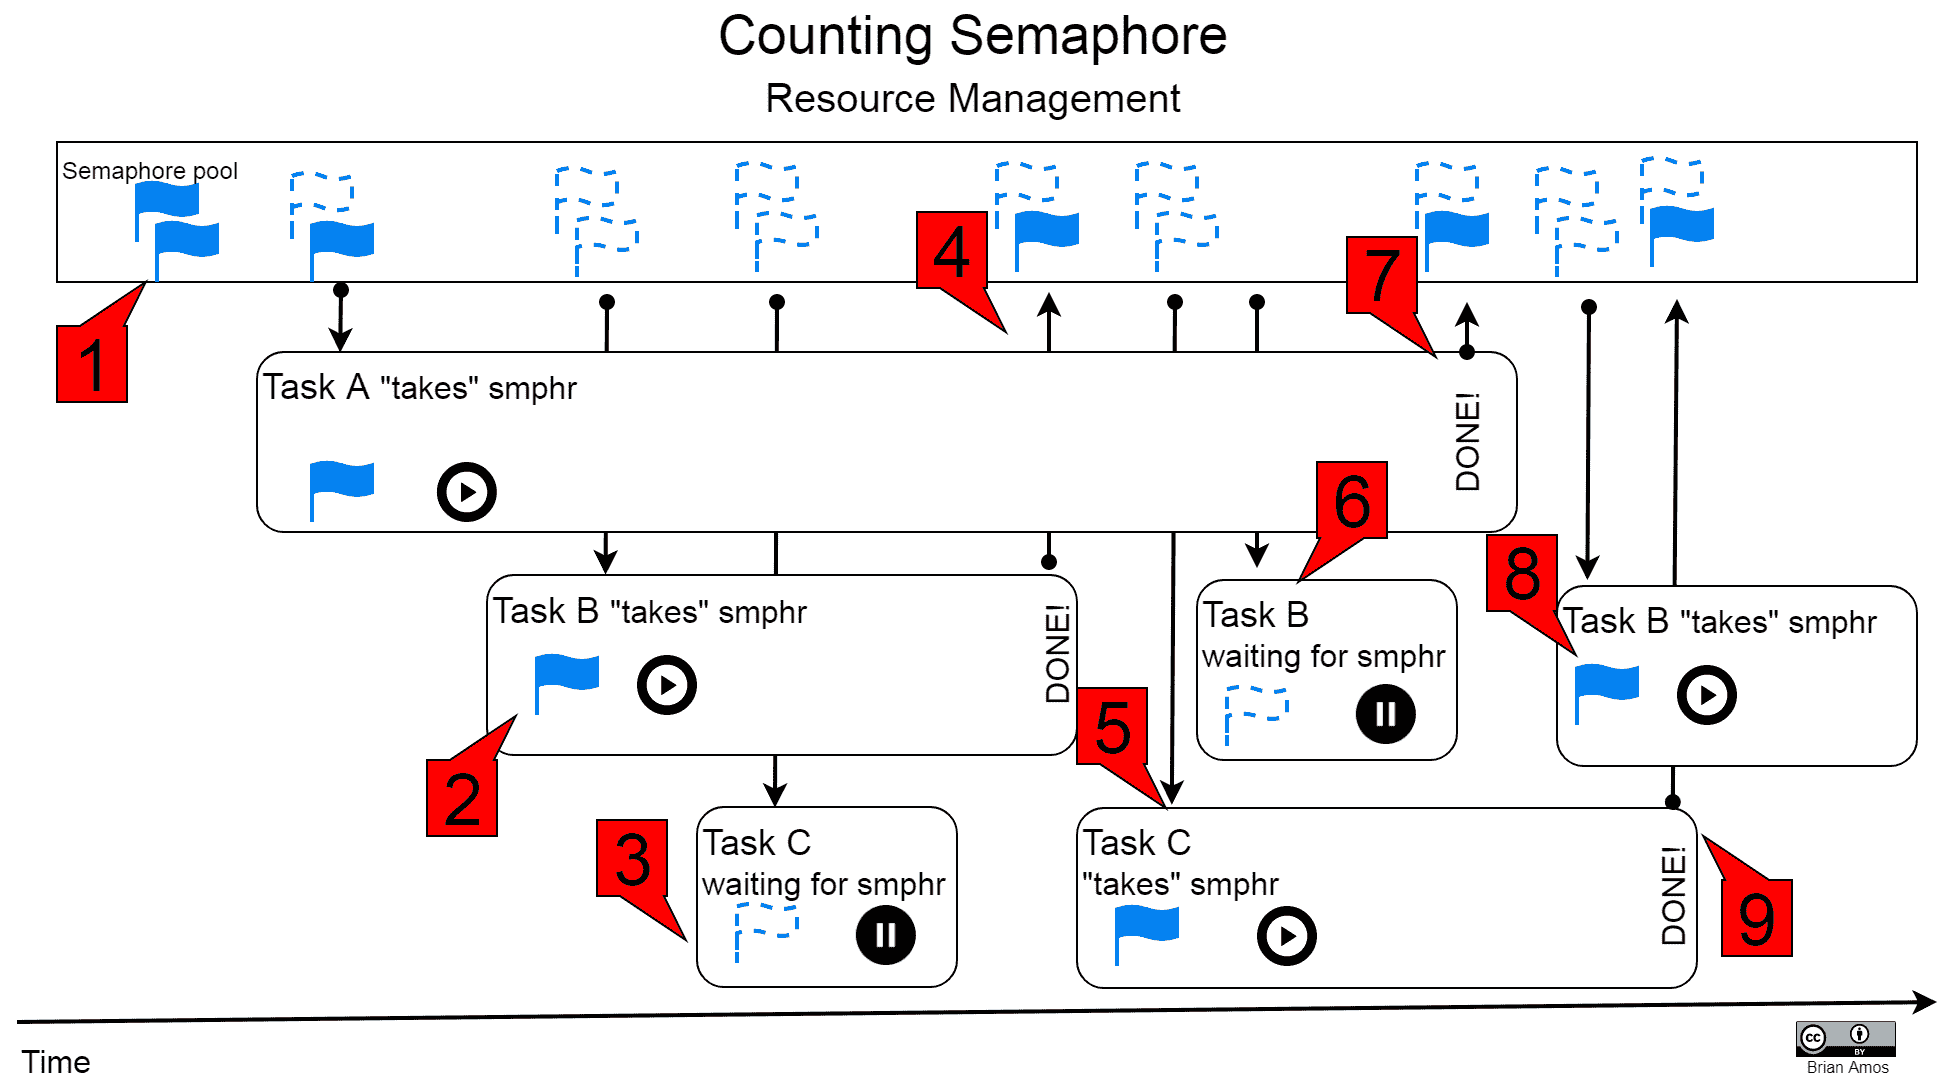 Counting Semaphore
Resource Management
Semaphore pool
4
7
1
Task A "takes" smphr
DONE!
6
8
Task B "takes" smphr
DONE!
Task B
waiting for smphr
Task B "takes" smphr
5
2
3
Task C
waiting for smphr
Task C
"takes" smphr
DONE!
9
Time
cc
BY
Brian Amos